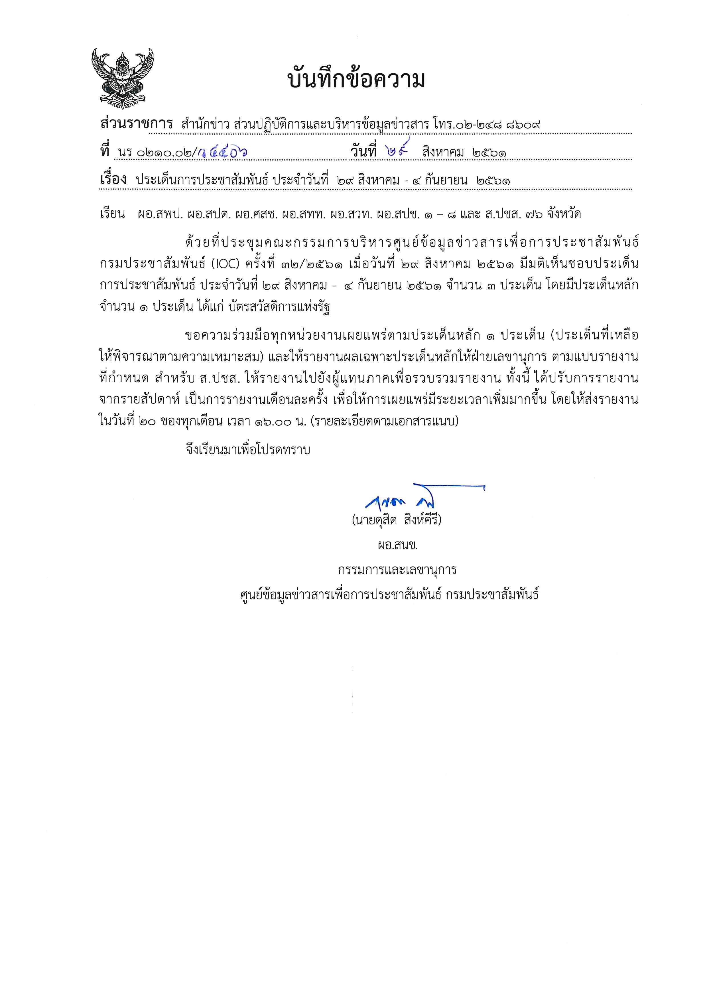 บันทึกข้อความ
ส่วนราชการ สำนักข่าว ส่วนปฏิบัติการและบริหารข้อมูลข่าวสาร โทร.๐๒-๒๔๘ ๘๖๐๙
ที่ นร ๐๒๑๐.๐๒/ วันที่ ๒๙ สิงหาคม ๒๕๖๑
เรื่อง ประเด็นการประชาสัมพันธ์ ประจำวันที่ ๒๙ สิงหาคม - ๔ กันยายน ๒๕๖๑
เรียน ผอ.สพป. ผอ.สปต. ผอ.ศสช. ผอ.สทท. ผอ.สวท. ผอ.สปข. ๑ – ๘ และ ส.ปชส. ๗๖ จังหวัด
ด้วยที่ประชุมคณะกรรมการบริหารศูนย์ข้อมูลข่าวสารเพื่อการประชาสัมพันธ์
กรมประชาสัมพันธ์ (IOC) ครั้งที่ ๓๒/๒๕๖๑ เมื่อวันที่ ๒๙ สิงหาคม ๒๕๖๑ มีมติเห็นชอบประเด็น
การประชาสัมพันธ์ ประจำวันที่ ๒๙ สิงหาคม - ๔ กันยายน ๒๕๖๑ จำนวน ๓ ประเด็น โดยมีประเด็นหลัก
จำนวน ๑ ประเด็น ได้แก่ บัตรสวัสดิการแห่งรัฐ
ขอความร่วมมือทุกหน่วยงานเผยแพร่ตามประเด็นหลัก ๑ ประเด็น (ประเด็นที่เหลือ
ให้พิจารณาตามความเหมาะสม) และให้รายงานผลเฉพาะประเด็นหลักให้ฝ่ายเลขานุการ ตามแบบรายงาน
ที่กำหนด สำหรับ ส.ปชส. ให้รายงานไปยังผู้แทนภาคเพื่อรวบรวมรายงาน ทั้งนี้ ได้ปรับการรายงาน
จากรายสัปดาห์ เป็นการรายงานเดือนละครั้ง เพื่อให้การเผยแพร่มีระยะเวลาเพิ่มมากขึ้น โดยให้ส่งรายงาน
ในวันที่ ๒๐ ของทุกเดือน เวลา ๑๖.๐๐ น. (รายละเอียดตามเอกสารแนบ)
จึงเรียนมาเพื่อโปรดทราบ
(นายดุสิต สิงห์คีรี)
ผอ.สนข.
กรรมการและเลขานุการ
ศูนย์ข้อมูลข่าวสารเพื่อการประชาสัมพันธ์ กรมประชาสัมพันธ์